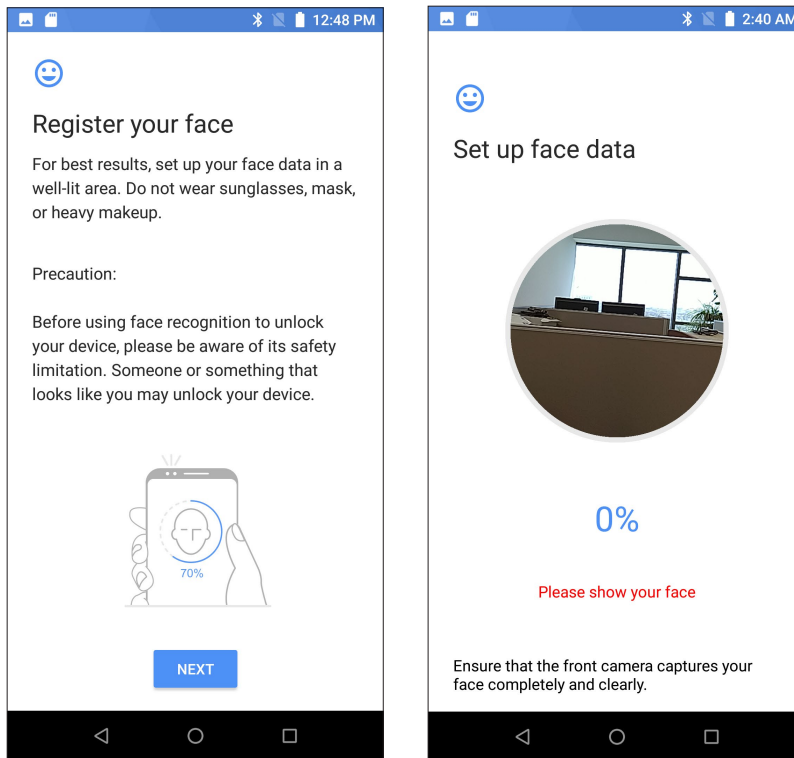 12:48 PM
Register your face
For best results, set up your face data in a
well-lit area. Do not wear sunglasses, mask,
or heavy makeup.
Precaution:
Before using face recognition to unlock
your device, please be aware of its safety
limitation. Someone or something that
looks like you may unlock your device.
70%
NEXT
2:40 AM
Set up face data
0%
Please show your face
Ensure that the front camera captures your
face completely and clearly.